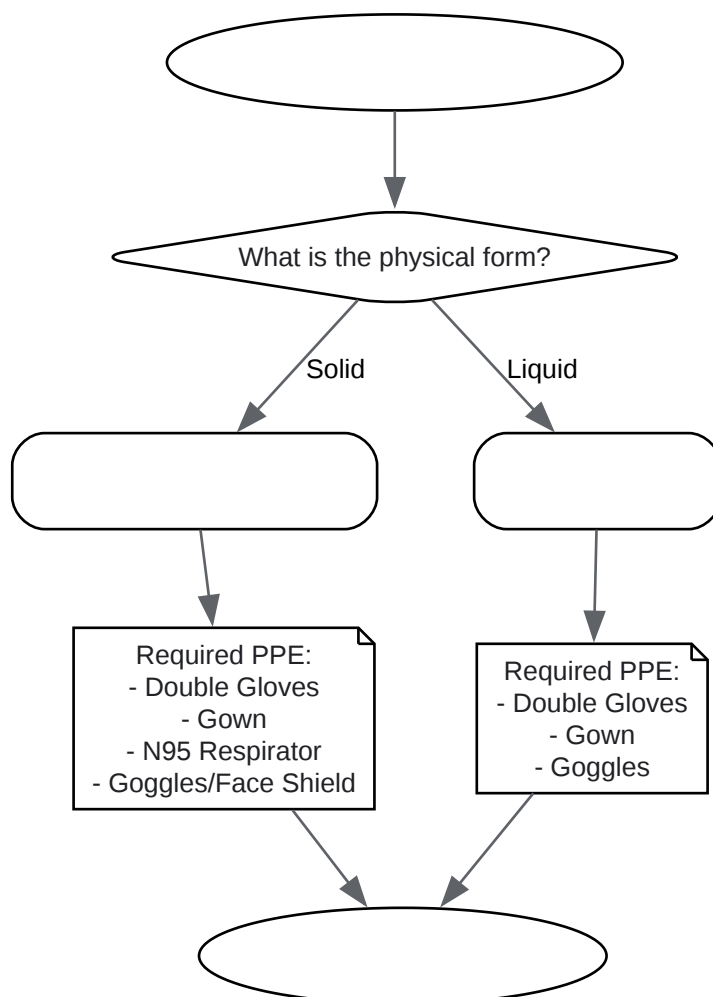 What is the physical form?
Solid
Liquid
Required PPE:
- Double Gloves
- Gown
- N95 Respirator
- Goggles/Face Shield
Required PPE:
- Double Gloves
- Gown
- Goggles